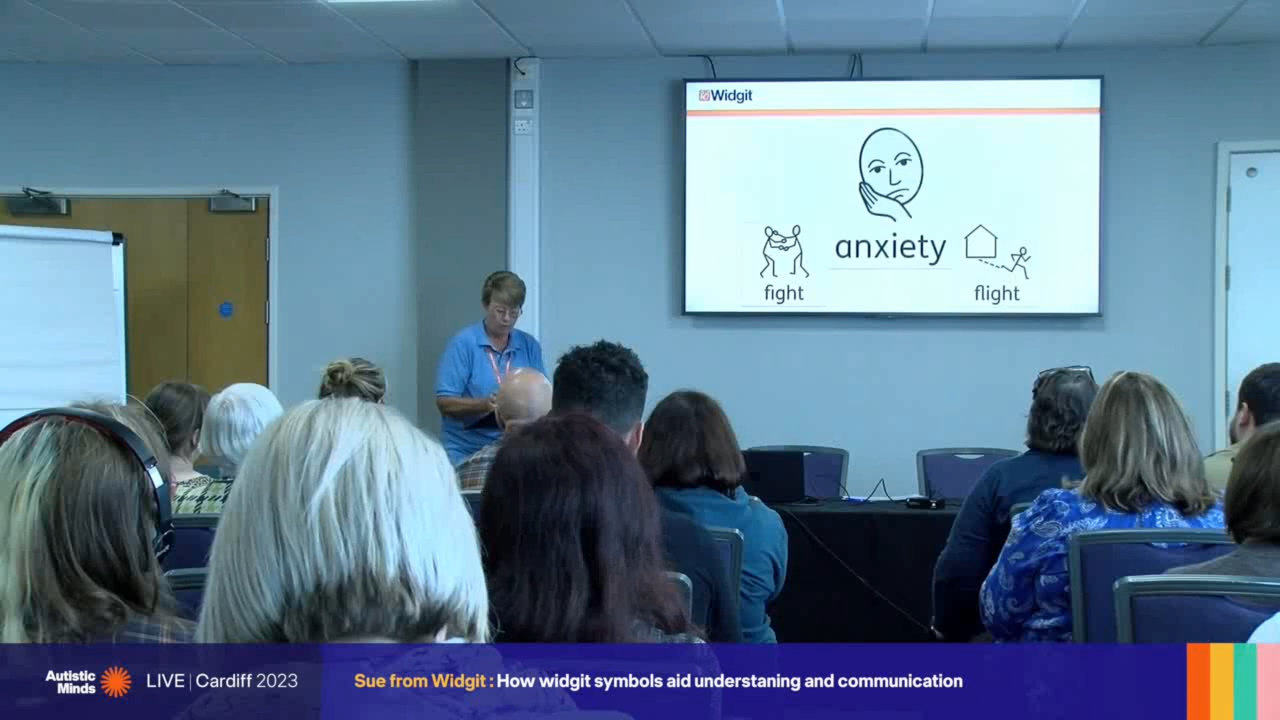 Widgit
anxiety
fight
flight
Autistic
Minds
LIVE | Cardiff 2023
Sue from Widgit : How widgit symbols aid understaning and communication